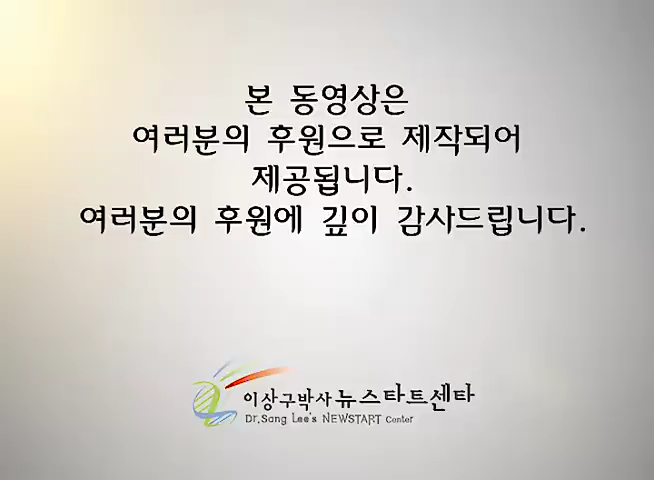 본 동영상은
여러분의 후원으로 제작되어
제공됩니다.
여러분의 후원에 깊이 감사드립니다.
이상구박사 뉴스타트센타
Dr.Sang Lee's NEWSTART Center